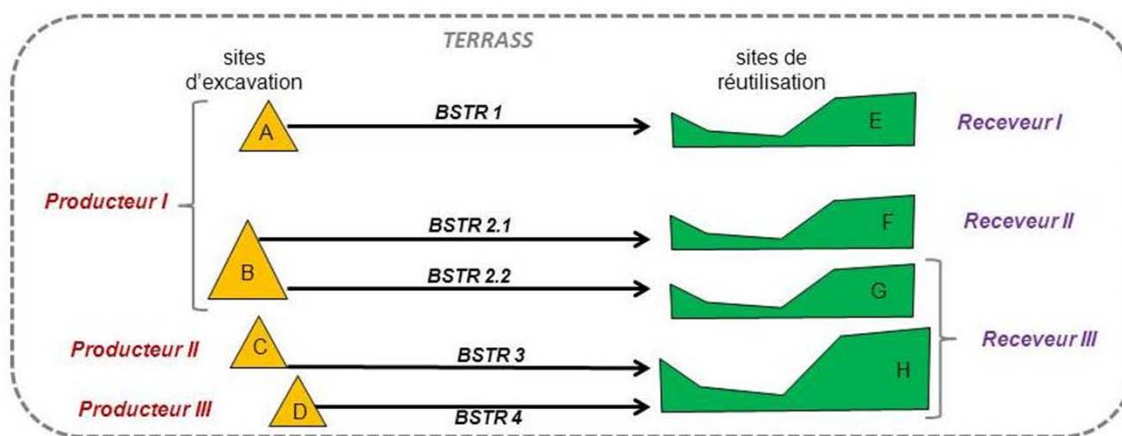 TERRASS
sites
d'excavation
sites de
réutilisation
A
BSTR 1
E
Receveur I
Producteur I
B
BSTR 2.1
F
Receveur II
BSTR 2.2
G
Producteur II
C
BSTR 3
H
Receveur III
Producteur III
D
BSTR 4